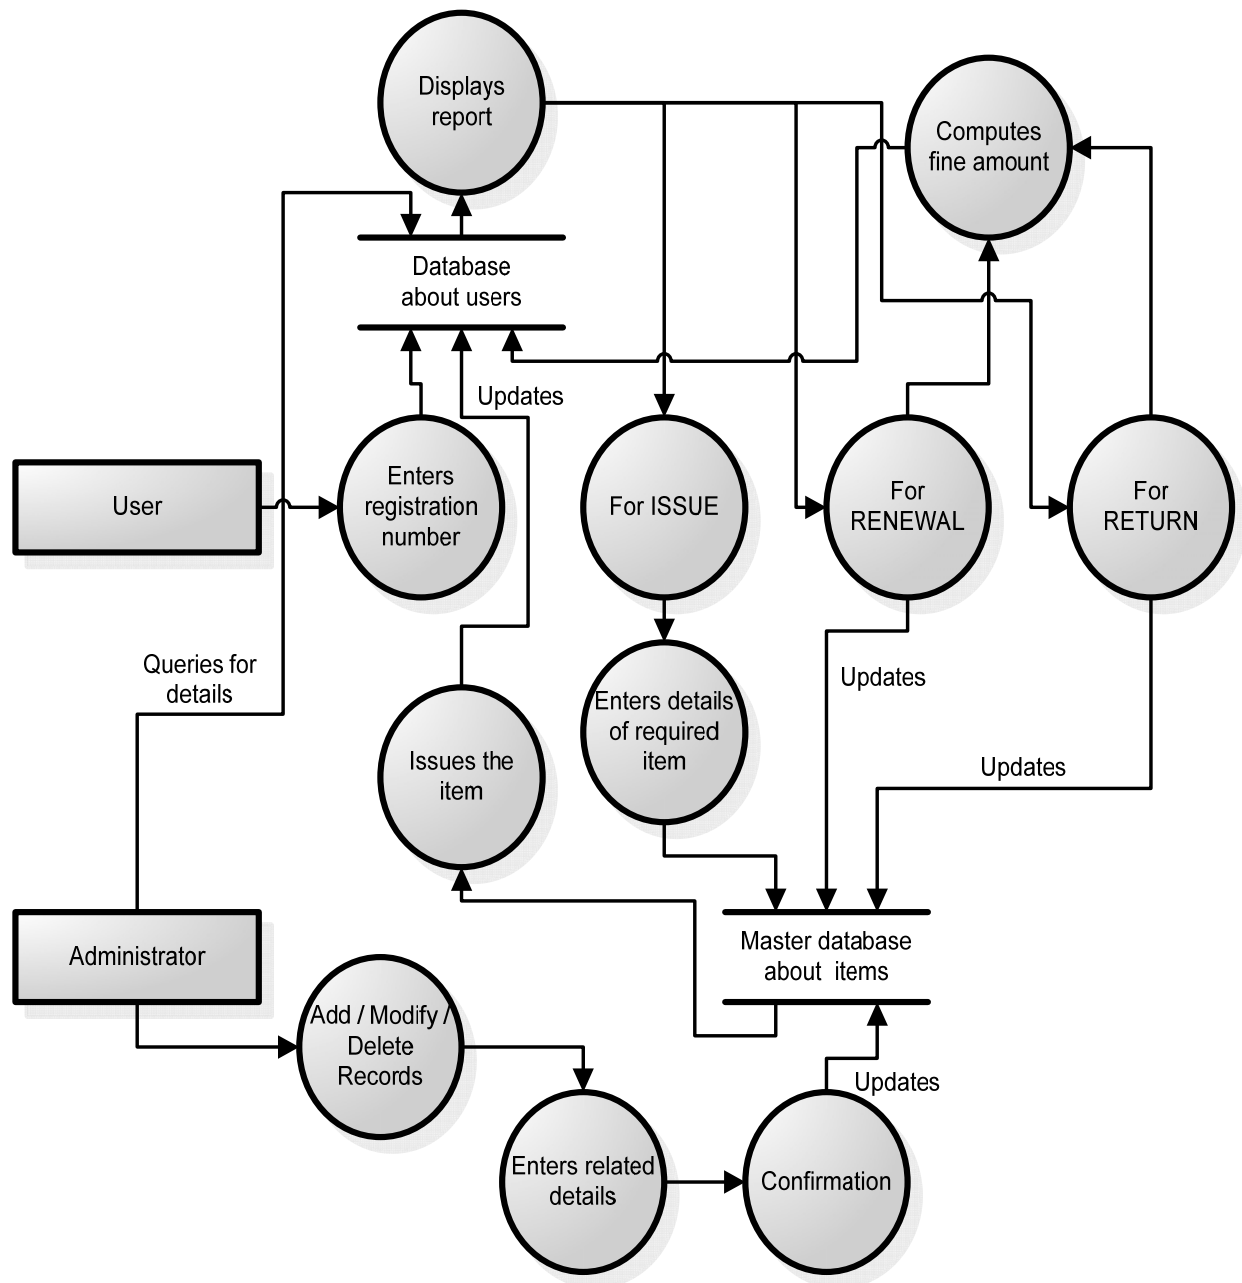 Displays
report
Computes
fine amount
Database
about users
Updates
User
Enters
registration
number
For ISSUE
For
RENEWAL
For
RETURN
Queries for
details
Updates
Enters details
of required
item
Issues the
item
Updates
Administrator
Master database
about items
Add / Modify /
Delete
Records
Updates
Enters related
details
Confirmation